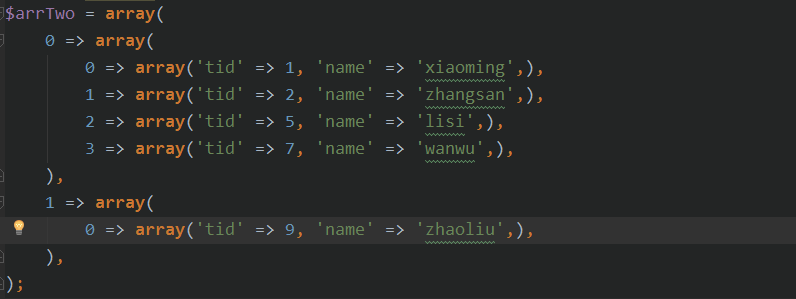 $arrTwo = array(
    0 => array(
        0 => array('tid' => 1, 'name' => 'xiaoming',),
        1 => array('tid' => 2, 'name' => 'zhangsan',),
        2 => array('tid' => 5, 'name' => 'lisi',),
        3 => array('tid' => 7, 'name' => 'wanwu',),
    ),
    1 => array(
        0 => array('tid' => 9, 'name' => 'zhaoliu',),
    ),
);